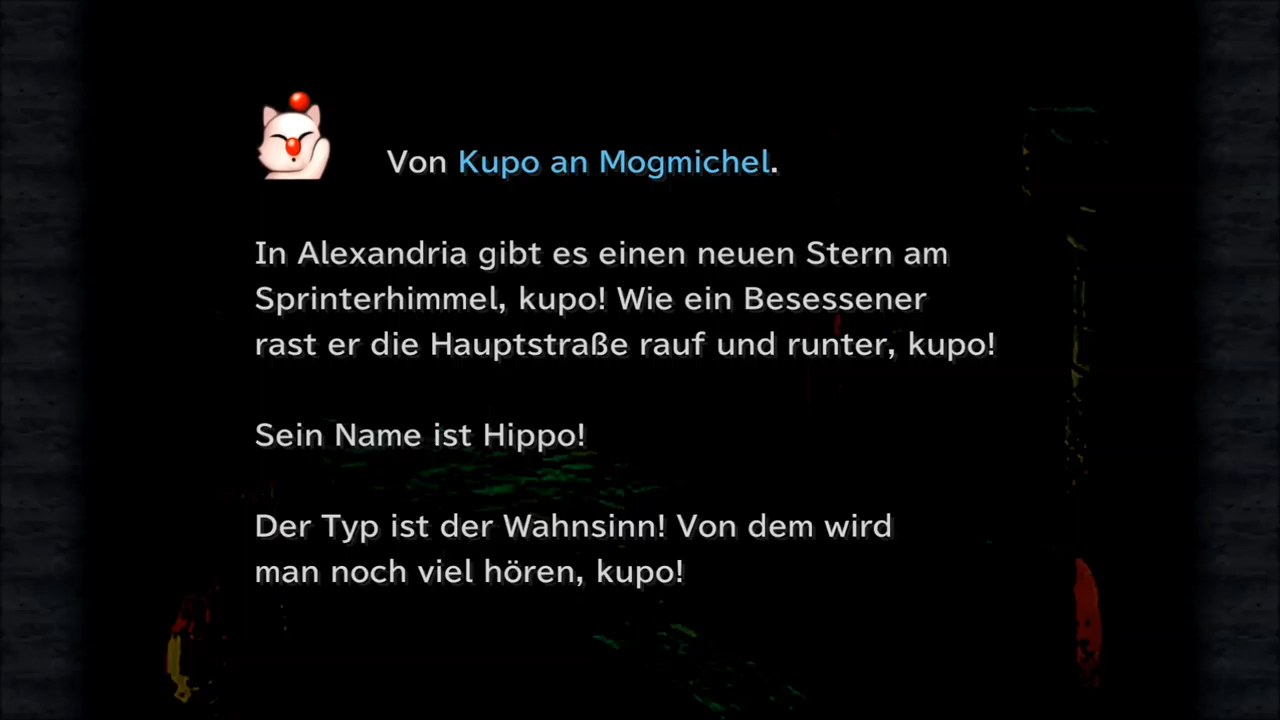 Von Kupo an Mogmichel.
In Alexandria gibt es einen neuen Stern am
Sprinterhimmel, kupo! Wie ein Besessener
rast er die Hauptstraße rauf und runter, kupo!
Sein Name ist Hippo!
Der Typ ist der Wahnsinn! Von dem wird
man noch viel hören, kupo!